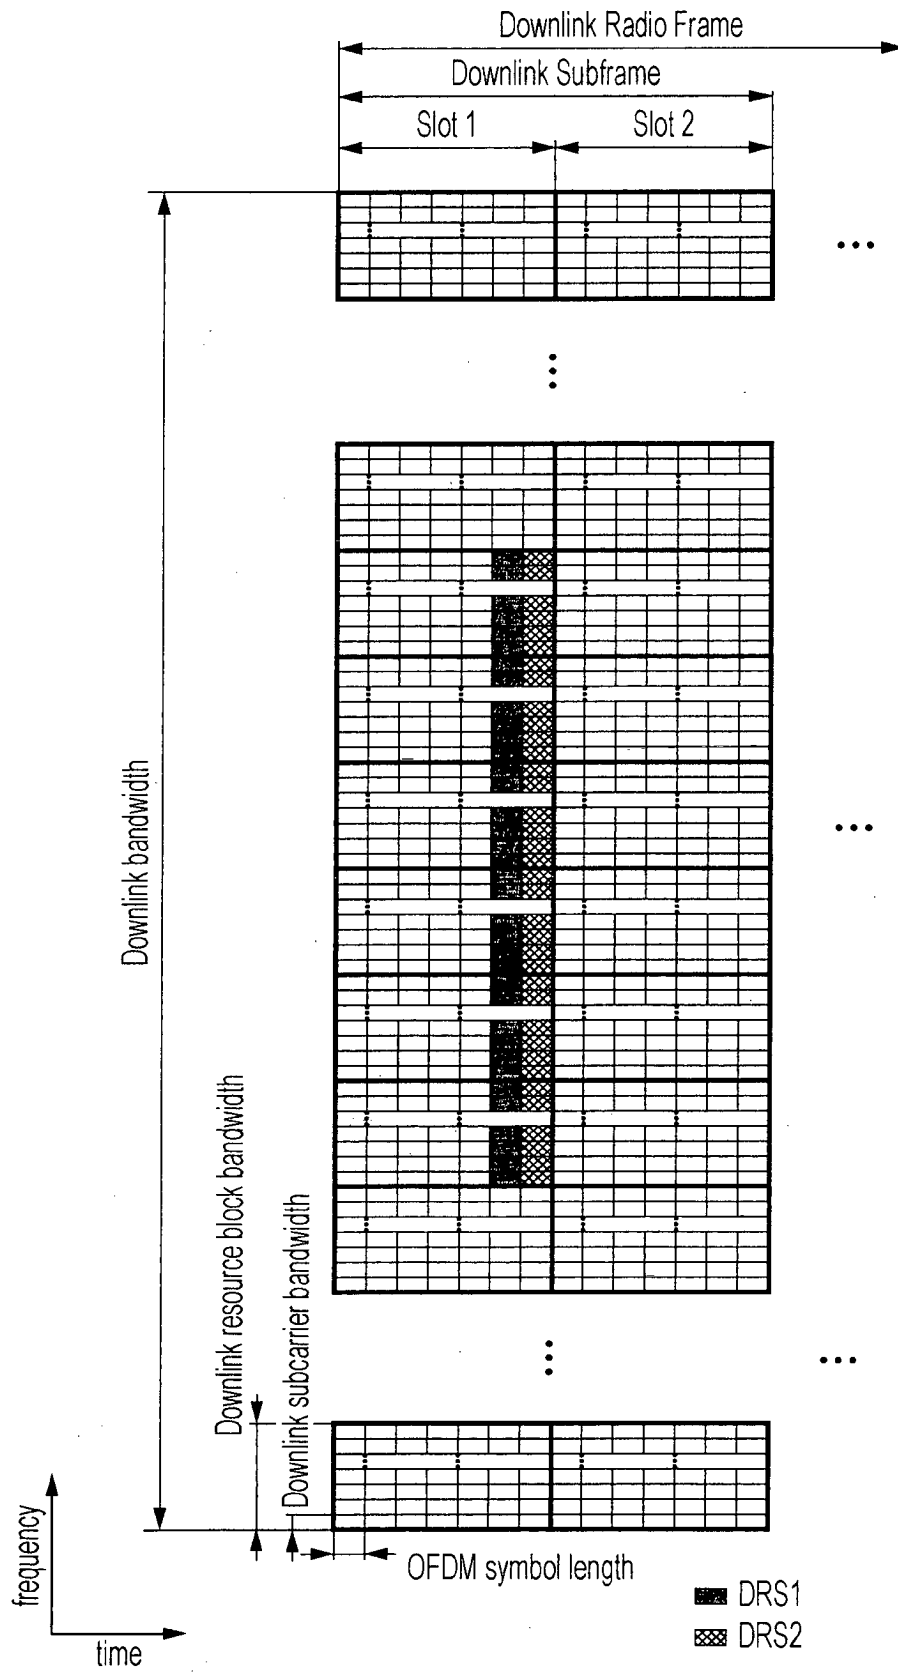 Downlink Radio Frame
Downlink Subframe
Slot 1
Slot 2
Downlink bandwidth
Downlink resource block bandwidth
Downlink subcarrier bandwidth
OFDM symbol length
frequency
time
DRS1
DRS2